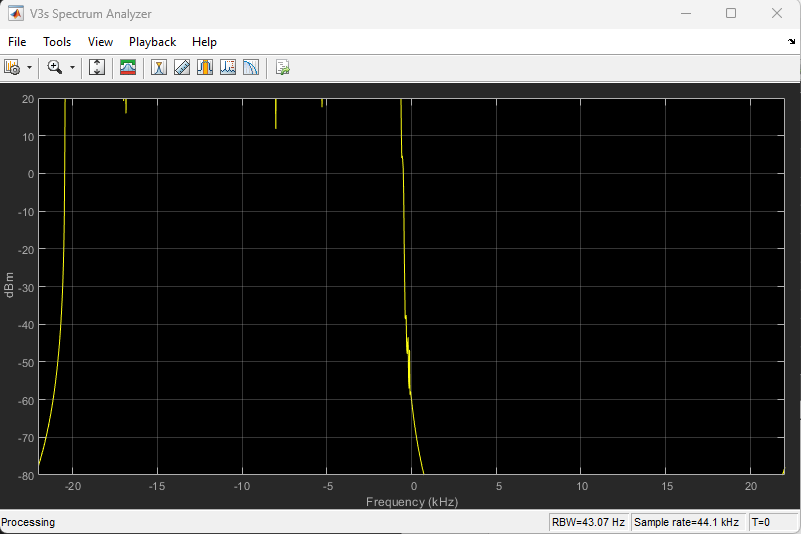 V3s Spectrum Analyzer
File Tools View Playback Help
20
10
0
-10
-20
-30
-40
-50
-60
-70
-80
dBm
-20 -15 -10 -5 0 5 10 15 20
Frequency (kHz)
Processing RBW=43.07 Hz Sample rate=44.1 kHz T=0